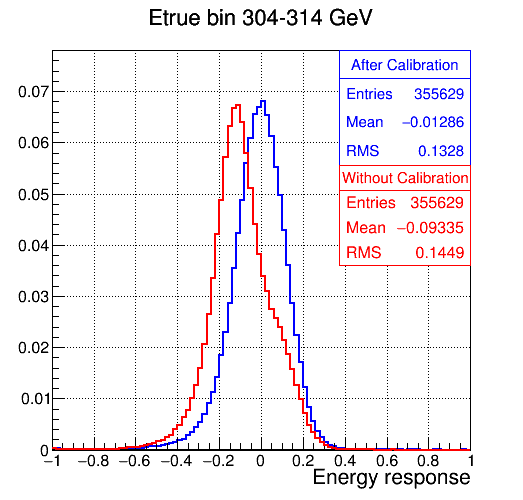 Etrue bin 304-314 GeV
After Calibration
Entries 355629
Mean −0.01286
RMS 0.1328
Without Calibration
Entries 355629
Mean −0.09335
RMS 0.1449
0.07
0.06
0.05
0.04
0.03
0.02
0.01
0
−1 −0.8 −0.6 −0.4 −0.2 0 0.2 0.4 0.6 0.8 1
Energy response